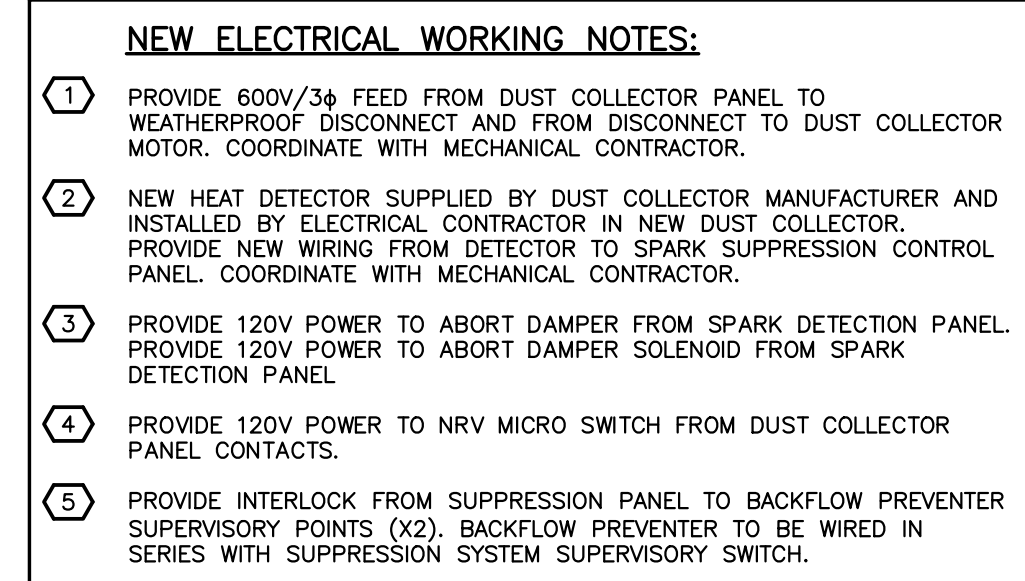 NEW ELECTRICAL WORKING NOTES:
1 PROVIDE 600V/3ϕ FEED FROM DUST COLLECTOR PANEL TO
WEATHERPROOF DISCONNECT AND FROM DISCONNECT TO DUST COLLECTOR
MOTOR. COORDINATE WITH MECHANICAL CONTRACTOR.
2 NEW HEAT DETECTOR SUPPLIED BY DUST COLLECTOR MANUFACTURER AND
INSTALLED BY ELECTRICAL CONTRACTOR IN NEW DUST COLLECTOR.
PROVIDE NEW WIRING FROM DETECTOR TO SPARK SUPPRESSION CONTROL
PANEL. COORDINATE WITH MECHANICAL CONTRACTOR.
3 PROVIDE 120V POWER TO ABORT DAMPER FROM SPARK DETECTION PANEL.
PROVIDE 120V POWER TO ABORT DAMPER SOLENOID FROM SPARK
DETECTION PANEL
4 PROVIDE 120V POWER TO NRV MICRO SWITCH FROM DUST COLLECTOR
PANEL CONTACTS.
5 PROVIDE INTERLOCK FROM SUPPRESSION PANEL TO BACKFLOW PREVENTER
SUPERVISORY POINTS (X2). BACKFLOW PREVENTER TO BE WIRED IN
SERIES WITH SUPPRESSION SYSTEM SUPERVISORY SWITCH.